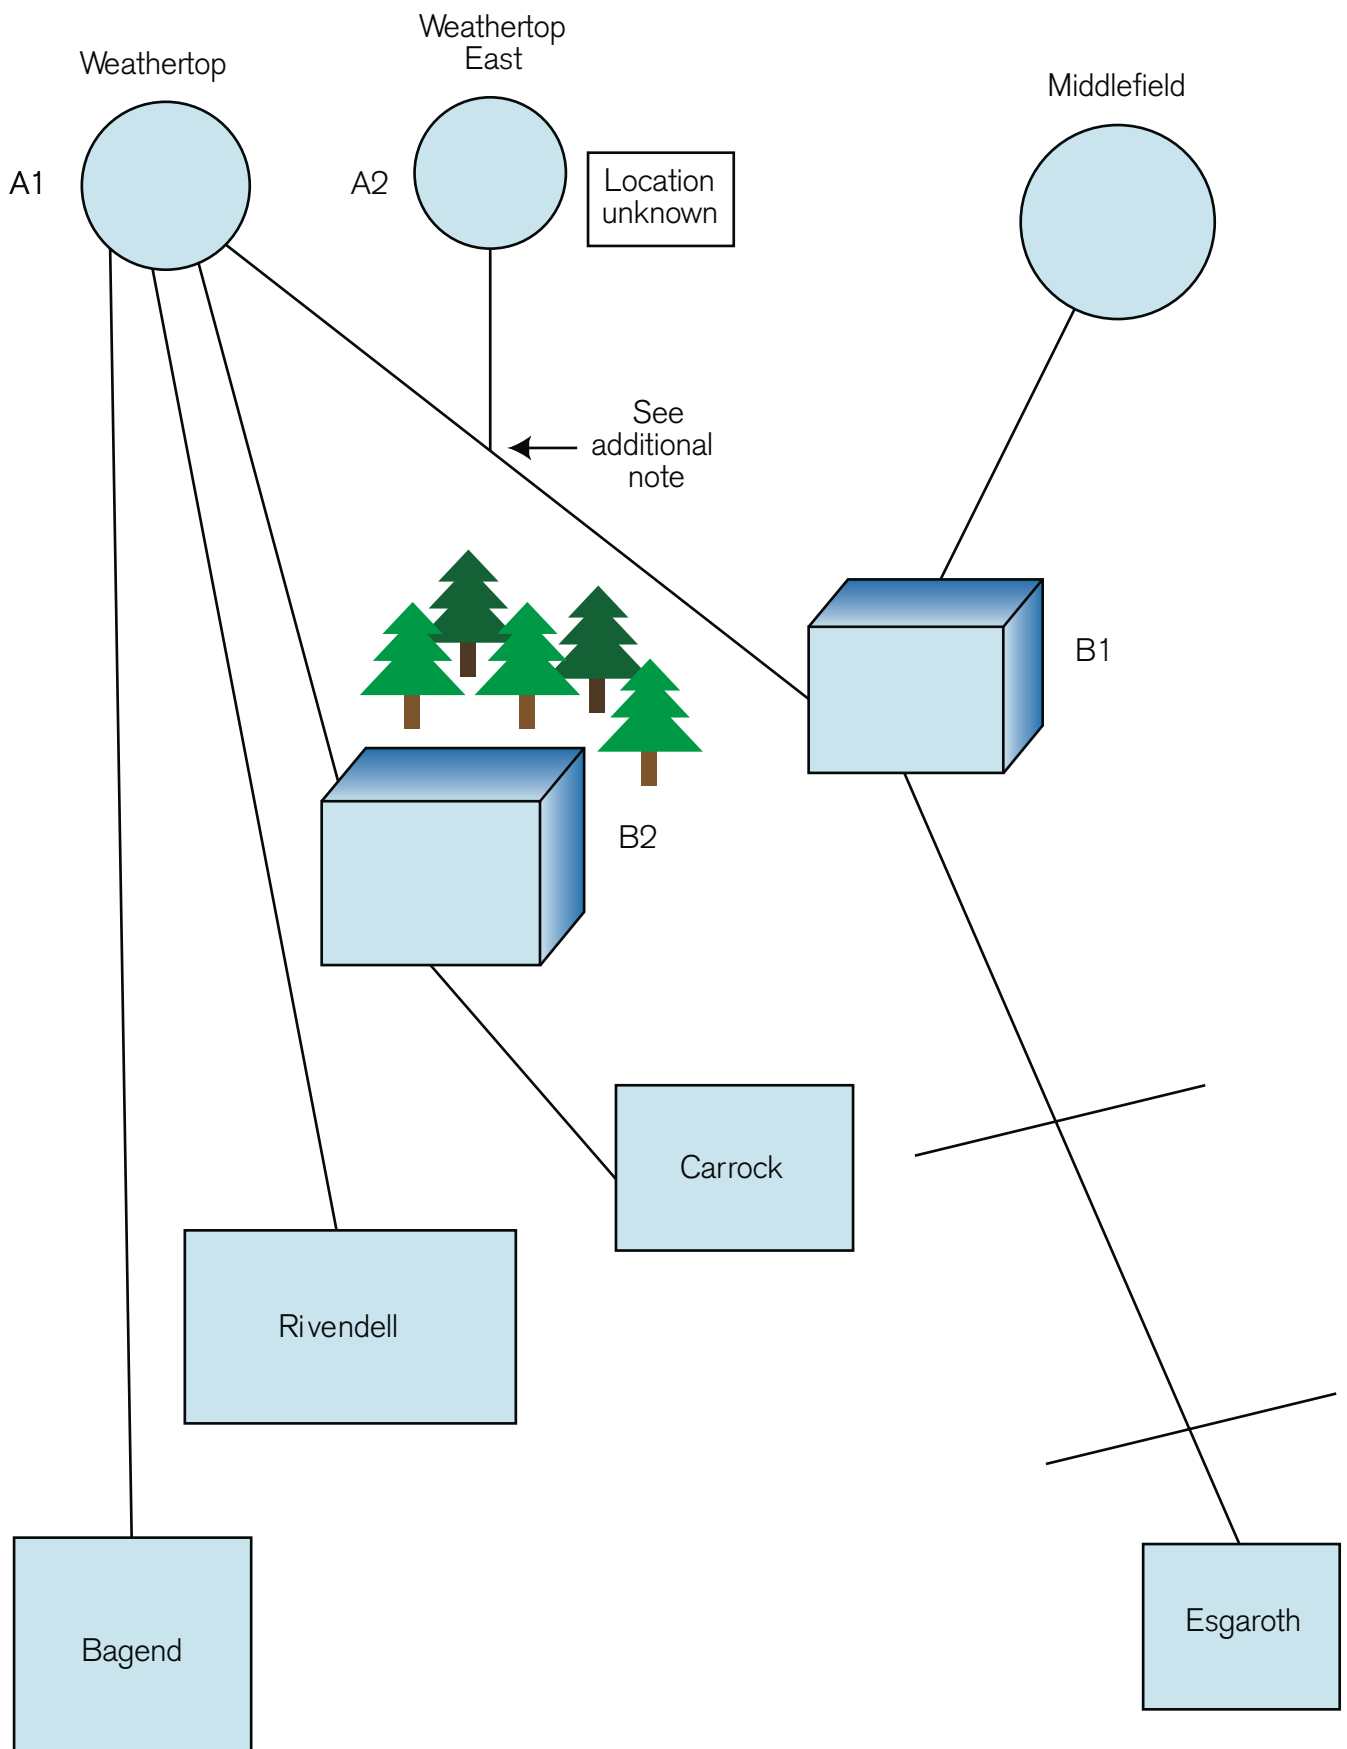 Weathertop
Weathertop
East
Middlefield
A1
A2
Location
unknown
See
additional
note
B1
B2
Carrock
Rivendell
Esgaroth
Bagend